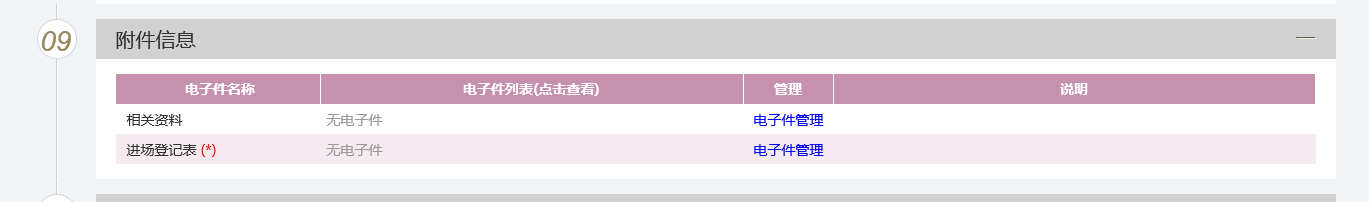 09
附件信息
电子件名称 电子件列表(点击查看) 管理 说明
相关资料 无电子件 电子件管理
进场登记表 (*) 无电子件 电子件管理